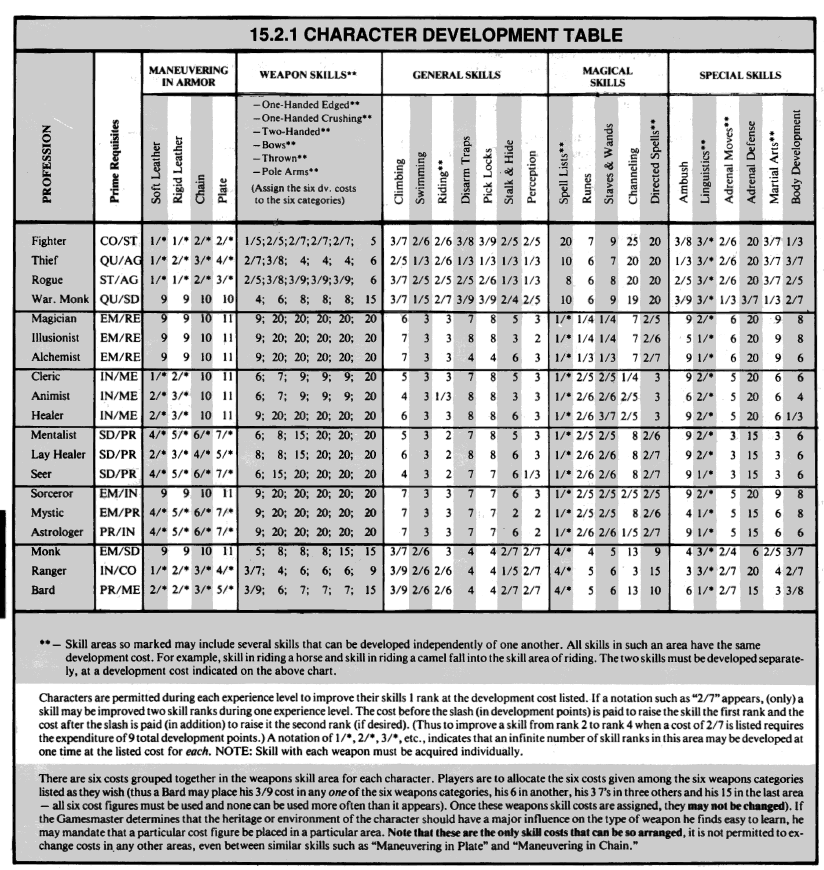 15.2.1 CHARACTER DEVELOPMENT TABLE
PROFESSION
Prime Requisites
MANEUVERING IN ARMOR
WEAPON SKILLS**
GENERAL SKILLS
MAGICAL SKILLS
SPECIAL SKILLS
Soft Leather
Rigid Leather
Chain
Plate
—One-Handed Edged**
—One-Handed Crushing**
—Two-Handed**
—Bows**
—Thrown**
—Pole Arms**
(Assign the six dv. costs
to the six categories)
Climbing
Swimming
Riding**
Disarm Traps
Pick Locks
Stalk & Hide
Perception
Spell Lists**
Runes
Staves & Wands
Channeling
Directed Spells**
Ambush
Linguistics**
Adrenal Moves**
Adrenal Defense
Martial Arts**
Body Development
Fighter CO/ST 1/* 1/* 2/* 2/* 1/5; 2/5; 2/7; 2/7; 2/7; 5 3/7 2/6 2/6 3/8 3/9 2/5 2/5 20 7 9 25 20 3/8 3/* 2/6 20 3/7 1/3
Thief QU/AG 1/* 2/* 3/* 4/* 2/7; 3/8; 4; 4; 4; 6 2/5 1/3 2/6 1/3 1/3 1/3 1/3 10 6 7 20 20 1/3 3/* 2/6 20 3/7 3/7
Rogue ST/AG 1/* 1/* 2/* 3/* 2/5; 3/8; 3/9; 3/9; 3/9; 6 3/7 2/5 2/5 2/5 2/6 1/3 1/3 8 6 8 20 20 2/5 3/* 2/6 20 3/7 2/5
War. Monk QU/SD 9 9 10 10 4; 6; 8; 8; 8; 15 3/7 1/5 2/7 3/9 3/9 2/4 2/5 10 6 9 19 20 3/9 3/* 1/3 3/7 1/3 2/7
Magician EM/RE 9 9 10 11 9; 20; 20; 20; 20; 20 6 3 3 7 8 5 3 1/* 1/4 1/4 7 2/5 9 2/* 6 20 9 8
Illusionist EM/RE 9 9 10 11 9; 20; 20; 20; 20; 20 7 3 3 8 8 3 2 1/* 1/4 1/4 7 2/6 5 1/* 6 20 9 8
Alchemist EM/RE 9 9 10 11 9; 20; 20; 20; 20; 20 7 3 3 4 4 6 3 1/* 1/3 1/3 7 2/7 9 1/* 6 20 9 6
Cleric IN/ME 1/* 2/* 10 11 6; 7; 9; 9; 9; 20 5 3 3 7 8 5 3 1/* 2/5 2/5 1/4 3 9 2/* 5 20 6 6
Animist IN/ME 2/* 3/* 10 11 6; 7; 9; 9; 9; 20 4 3 1/3 8 8 3 3 1/* 2/6 2/6 2/5 3 6 2/* 5 20 6 4
Healer IN/ME 2/* 3/* 10 11 9; 20; 20; 20; 20; 20 6 3 3 8 8 6 3 1/* 2/6 3/7 2/5 3 9 2/* 5 20 6 1/3
Mentalist SD/PR 4/* 5/* 6/* 7/* 6; 8; 15; 20; 20; 20 5 3 2 7 8 5 3 1/* 2/5 2/5 8 2/6 9 2/* 3 15 3 6
Lay Healer SD/PR 2/* 3/* 4/* 5/* 8; 8; 15; 20; 20; 20 6 3 2 8 8 6 3 1/* 2/6 2/6 8 2/7 9 1/* 3 15 3 6
Seer SD/PR 4/* 5/* 6/* 7/* 6; 15; 20; 20; 20; 20 4 3 2 7 7 6 1/3 1/* 2/6 2/6 8 2/7 9 1/* 3 15 3 6
Sorceror EM/IN 9 9 10 11 9; 20; 20; 20; 20; 20 7 3 3 7 7 6 3 1/* 2/5 2/5 2/5 2/5 9 2/* 5 20 9 8
Mystic EM/PR 4/* 5/* 6/* 7/* 9; 20; 20; 20; 20; 20 7 3 3 7 7 2 2 1/* 2/5 2/5 8 2/6 4 1/* 5 15 6 8
Astrologer PR/IN 4/* 5/* 6/* 7/* 9; 20; 20; 20; 20; 20 7 3 3 7 7 6 2 1/* 2/6 2/6 1/5 2/7 9 1/* 5 15 6 6
Monk EM/SD 9 9 10 11 5; 8; 8; 8; 15; 15 3/7 2/6 3 4 4 2/7 2/7 4/* 4 5 13 9 4 3/* 2/4 6 2/5 3/7
Ranger IN/CO 1/* 2/* 3/* 4/* 3/7; 4; 6; 6; 6; 9 3/9 2/6 2/6 4 4 1/5 2/7 4/* 5 6 3 15 3 3/* 2/7 20 4 2/7
Bard PR/ME 2/* 2/* 3/* 5/* 3/9; 6; 7; 7; 7; 15 3/9 2/6 2/6 4 4 2/7 2/7 4/* 5 6 13 10 6 1/* 2/7 15 3 3/8
** — Skill areas so marked may include several skills that can be developed independently of one another. All skills in such an area have the same
development cost. For example, skill in riding a horse and skill in riding a camel fall into the skill area of riding. The two skills must be developed separate-
ly, at a development cost indicated on the above chart.
Characters are permitted during each experience level to improve their skills 1 rank at the development cost listed. If a notation such as “2/7” appears, (only) a
skill may be improved two skill ranks during one experience level. The cost before the slash (in development points) is paid to raise the skill the first rank and the
cost after the slash is paid (in addition) to raise it the second rank (if desired). (Thus to improve a skill from rank 2 to rank 4 when a cost of 2/7 is listed requires
the expenditure of 9 total development points.) A notation of 1/*, 2/*, 3/*, etc., indicates that an infinite number of skill ranks in this area may be developed at
one time at the listed cost for each. NOTE: Skill with each weapon must be acquired individually.
There are six costs grouped together in the weapons skill area for each character. Players are to allocate the six costs given among the six weapons categories
listed as they wish (thus a Bard may place his 3/9 cost in any one of the six weapons categories, his 6 in another, his 3 7’s in three others and his 15 in the last area
— all six cost figures must be used and none can be used more often than it appears). Once these weapons skill costs are assigned, they may not be changed). If
the Gamesmaster determines that the heritage or environment of the character should have a major influence on the type of weapon he finds easy to learn, he
may mandate that a particular cost figure be placed in a particular area. Note that these are the only skill costs that can be so arranged, it is not permitted to ex-
change costs in any other areas, even between similar skills such as “Maneuvering in Plate” and “Maneuvering in Chain.”